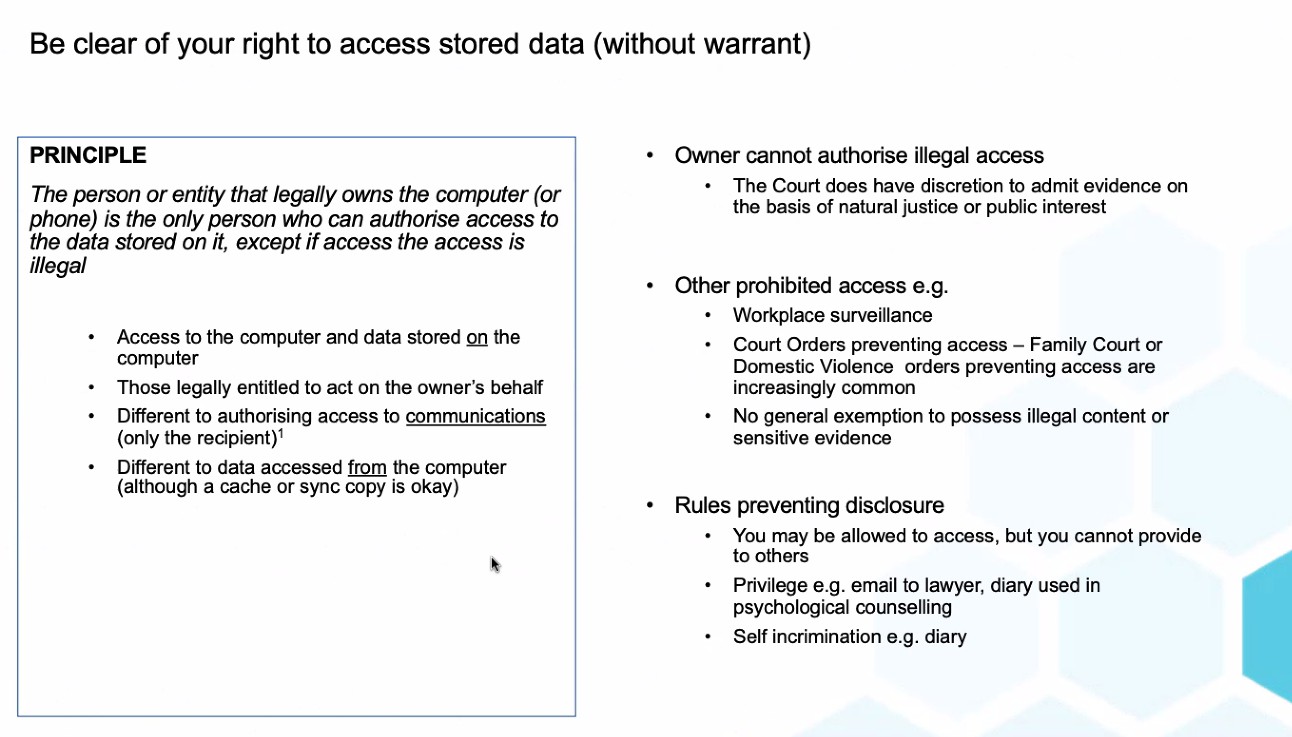 Be clear of your right to access stored data (without warrant)
PRINCIPLE
The person or entity that legally owns the computer (or
phone) is the only person who can authorise access to
the data stored on it, except if access the access is
illegal
• Access to the computer and data stored on the
computer
• Those legally entitled to act on the owner's behalf
• Different to authorising access to communications
(only the recipient)¹
• Different to data accessed from the computer
(although a cache or sync copy is okay)
• Owner cannot authorise illegal access
• The Court does have discretion to admit evidence on
the basis of natural justice or public interest
• Other prohibited access e.g.
• Workplace surveillance
• Court Orders preventing access – Family Court or
Domestic Violence  orders preventing access are
increasingly common
• No general exemption to possess illegal content or
sensitive evidence
• Rules preventing disclosure
• You may be allowed to access, but you cannot provide
to others
• Privilege e.g. email to lawyer, diary used in
psychological counselling
• Self incrimination e.g. diary